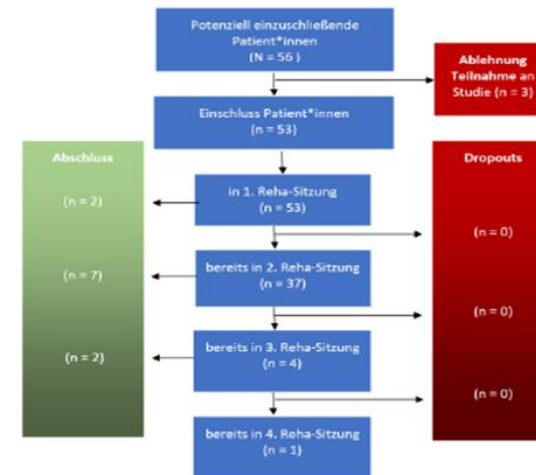 Potenziell einzuschließende
Patient*innen
(N = 56 )
Ablehnung
Teilnahme an
Studie (n = 3)
Einschluss Patient*innen
(n = 53)
Abschluss
Dropouts
in 1. Reha-Sitzung
(n = 53)
(n = 2)
(n = 0)
bereits in 2. Reha-Sitzung
(n = 37)
(n = 7)
(n = 0)
bereits in 3. Reha-Sitzung
(n = 4)
(n = 2)
(n = 0)
bereits in 4. Reha-Sitzung
(n = 1)